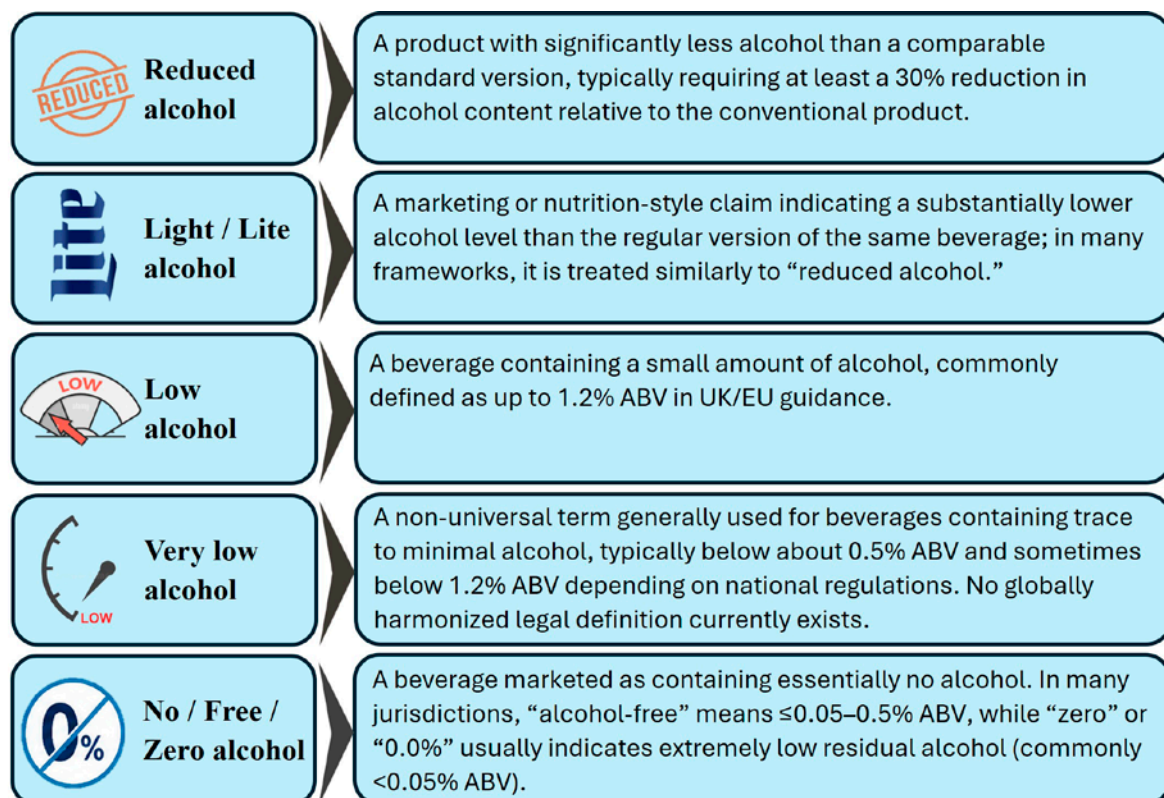 REDUCED
Reduced
alcohol
A product with significantly less alcohol than a comparable
standard version, typically requiring at least a 30% reduction in
alcohol content relative to the conventional product.
Lite
Light / Lite
alcohol
A marketing or nutrition-style claim indicating a substantially lower
alcohol level than the regular version of the same beverage; in many
frameworks, it is treated similarly to “reduced alcohol.”
LOW
Low
alcohol
A beverage containing a small amount of alcohol, commonly
defined as up to 1.2% ABV in UK/EU guidance.
LOW
Very low
alcohol
A non-universal term generally used for beverages containing trace
to minimal alcohol, typically below about 0.5% ABV and sometimes
below 1.2% ABV depending on national regulations. No globally
harmonized legal definition currently exists.
0%
No / Free /
Zero alcohol
A beverage marketed as containing essentially no alcohol. In many
jurisdictions, “alcohol-free” means ≤0.05–0.5% ABV, while “zero” or
“0.0%” usually indicates extremely low residual alcohol (commonly
<0.05% ABV).